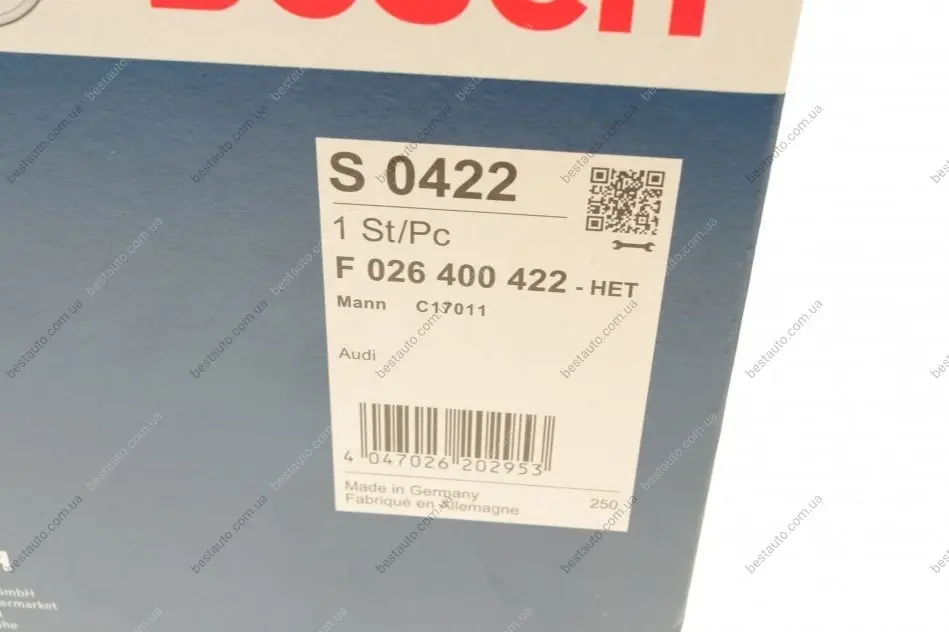 BOSCH
S 0422
1 St/Pc
F 026 400 422 - HET
Mann C17011
Audi
4 047026 202953
Made in Germany
Fabriqué en Allemagne
250
bestauto.com.ua